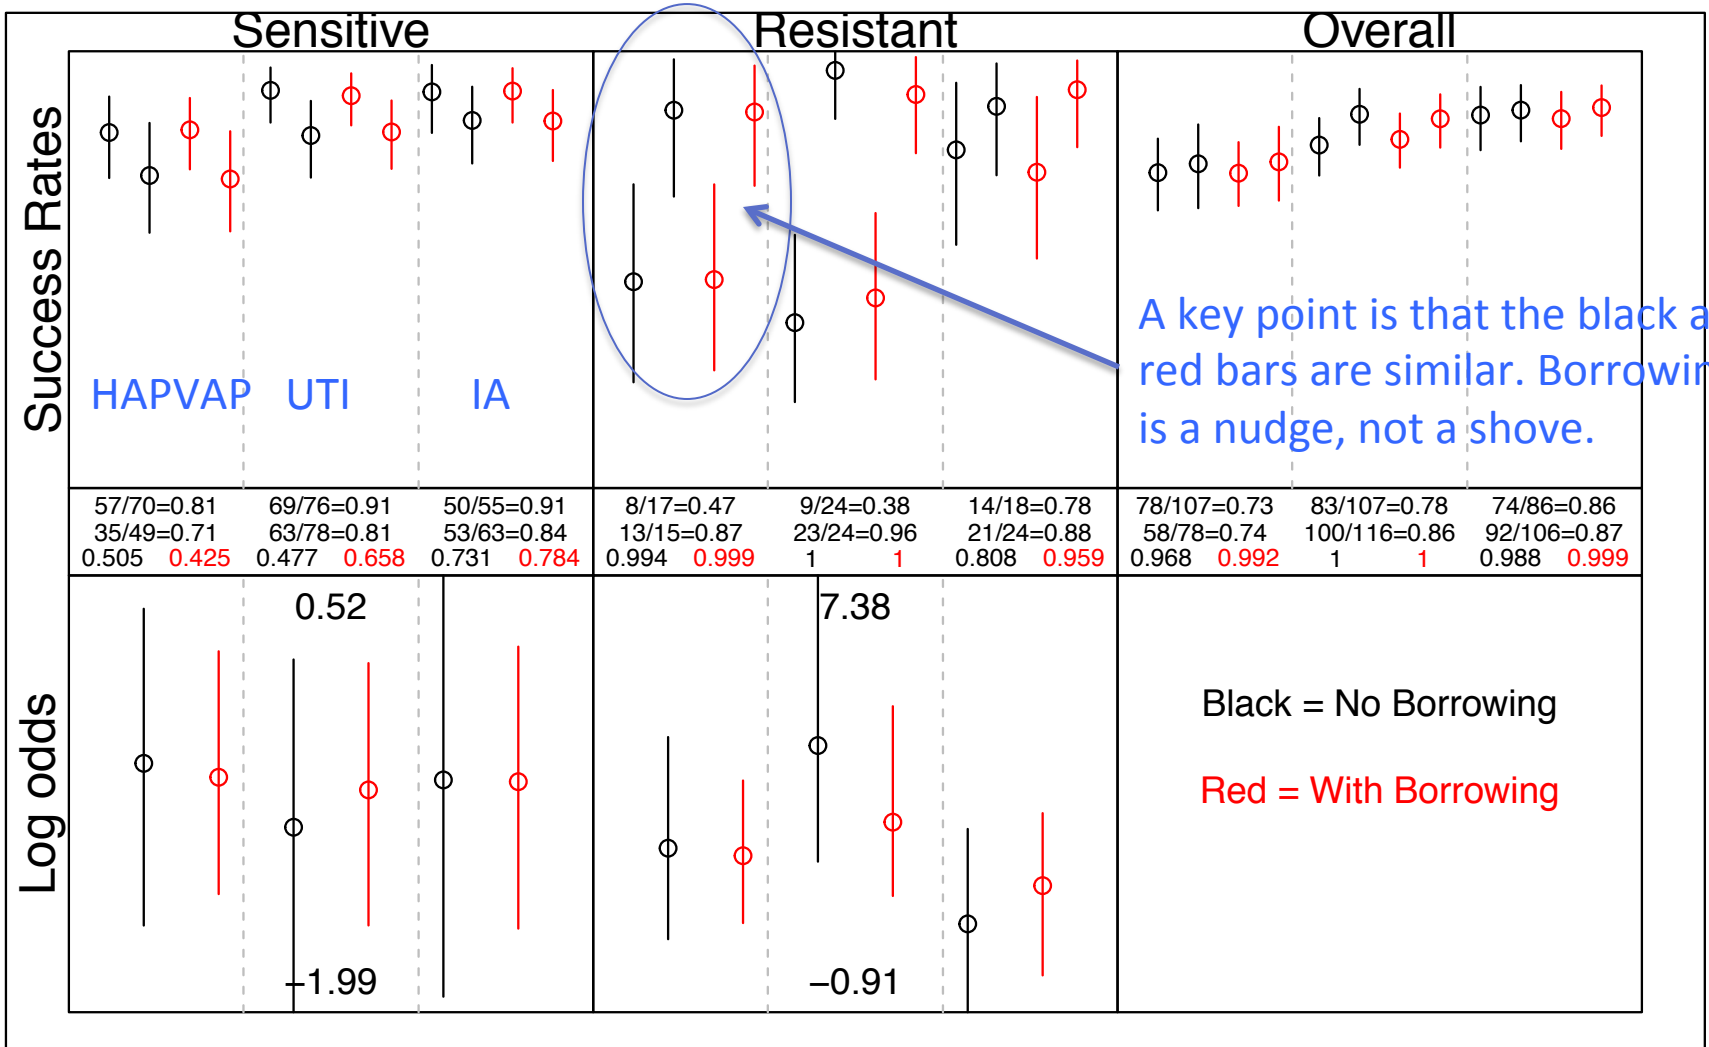 Sensitive
Resistant
Overall
Success Rates
HAPVAP
UTI
IA
A key point is that the black a
red bars are similar. Borrowin
is a nudge, not a shove.
57/70=0.81
35/49=0.71
0.505 0.425
69/76=0.91
63/78=0.81
0.477 0.658
50/55=0.91
53/63=0.84
0.731 0.784
8/17=0.47
13/15=0.87
0.994 0.999
9/24=0.38
23/24=0.96
1 1
14/18=0.78
21/24=0.88
0.808 0.959
78/107=0.73
58/78=0.74
0.968 0.992
83/107=0.78
100/116=0.86
1 1
74/86=0.86
92/106=0.87
0.988 0.999
Log odds
0.52
−1.99
7.38
−0.91
Black = No Borrowing
Red = With Borrowing